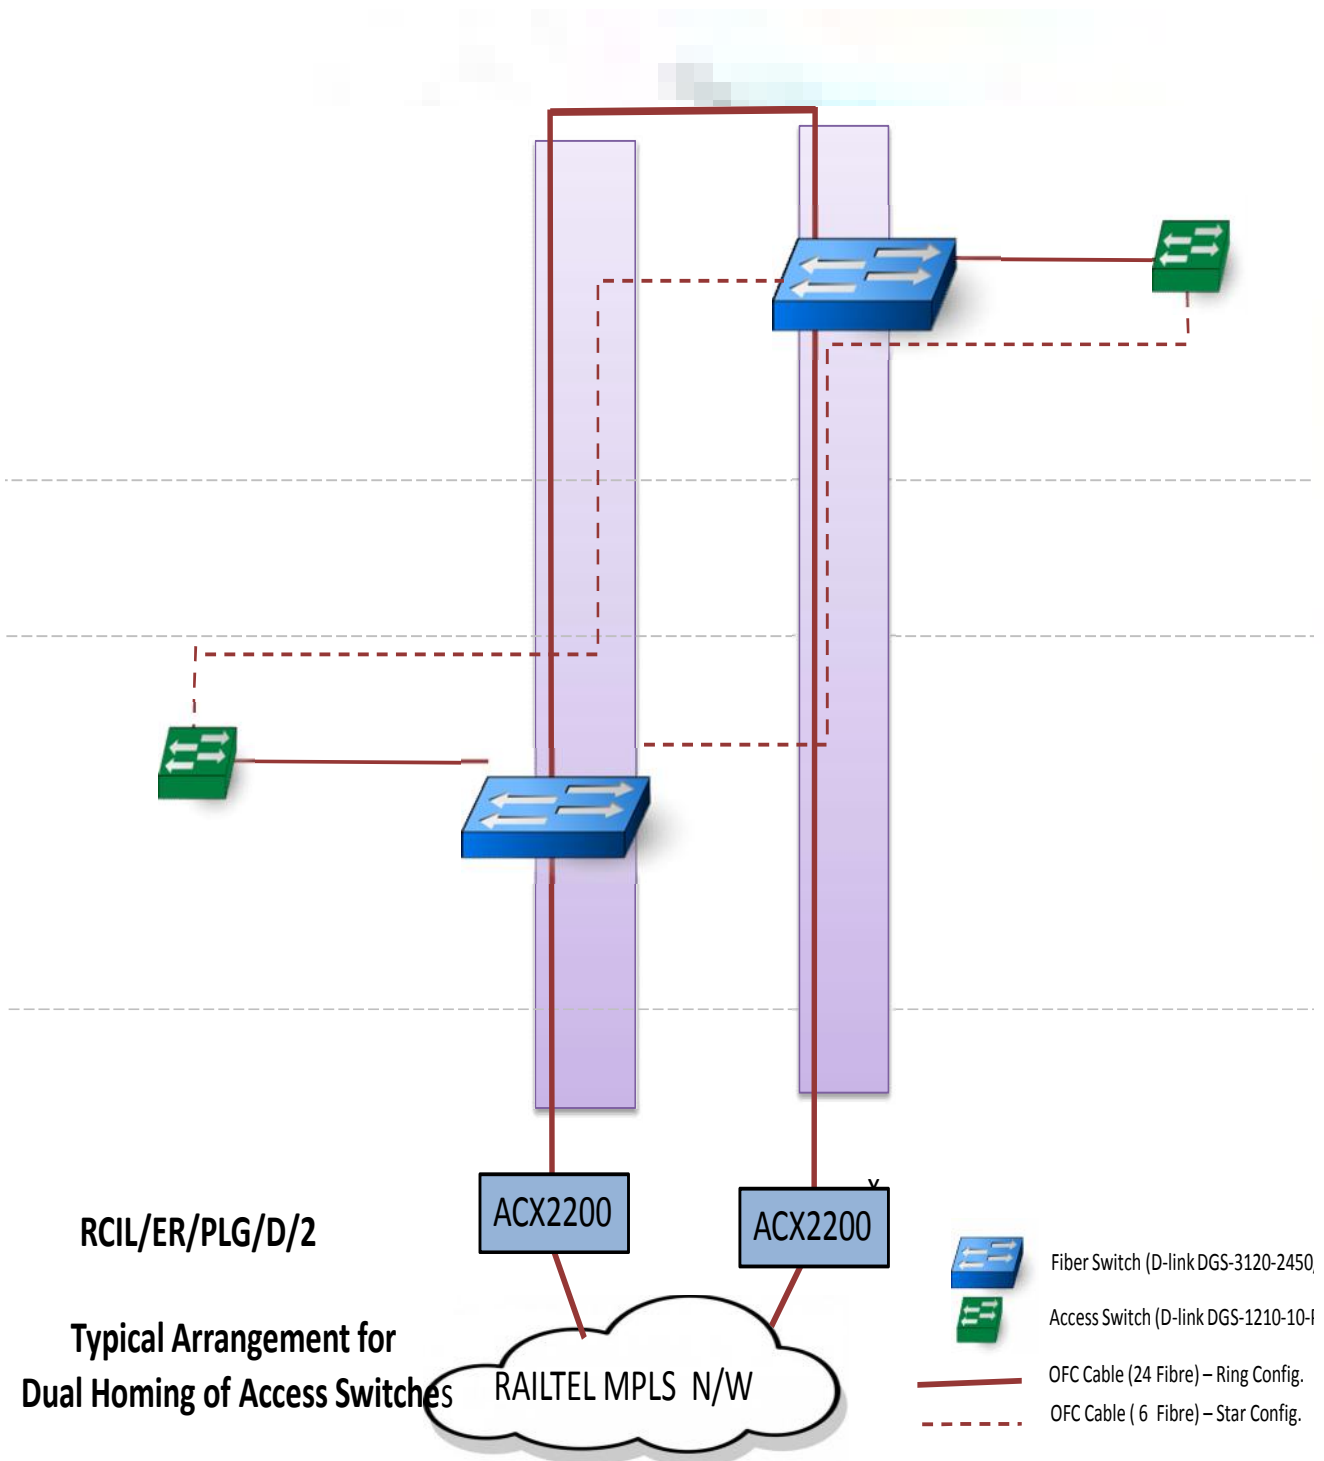 ACX2200
Y
ACX2200
RCIL/ER/PLG/D/2
Typical Arrangement for
Dual Homing of Access Switches
RAILTEL MPLS N/W
Fiber Switch (D-link DGS-3120-2450
Access Switch (D-link DGS-1210-10-
OFC Cable (24 Fibre) – Ring Config.
OFC Cable ( 6 Fibre) – Star Config.